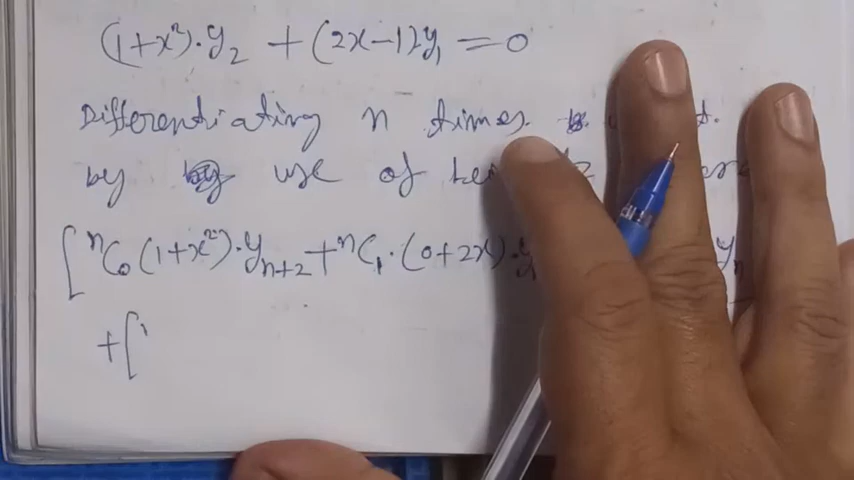 (1+x²).y₂ + (2x-1)y₁ = 0
Differentiating n times
by use of
[ⁿC₀(1+x²).yₙ₊₂+ⁿC₁.(0+2x).y
+[